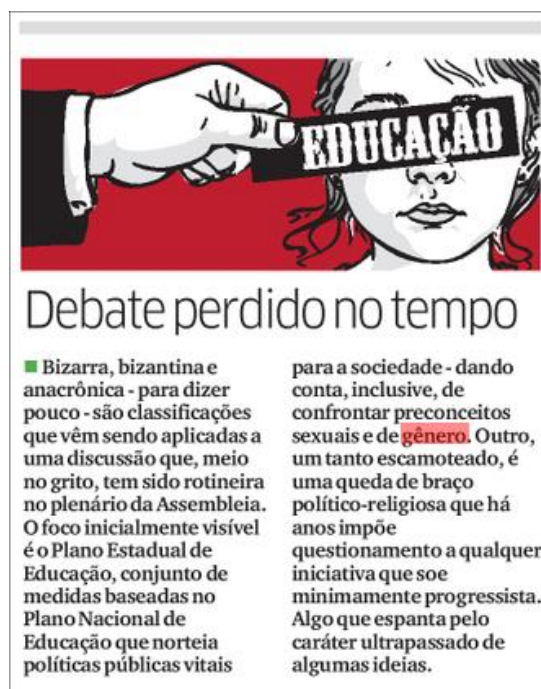 EDUCAÇÃO
Debate perdido no tempo
Bizarra, bizantina e
anacrônica - para dizer
pouco - são classificações
que vêm sendo aplicadas a
uma discussão que, meio
no grito, tem sido rotineira
no plenário da Assembleia.
O foco inicialmente visível
é o Plano Estadual de
Educação, conjunto de
medidas baseadas no
Plano Nacional de
Educação que norteia
políticas públicas vitais
para a sociedade - dando
conta, inclusive, de
confrontar preconceitos
sexuais e de gênero. Outro,
um tanto escamoteado, é
uma queda de braço
político-religiosa que há
anos impõe
questionamento a qualquer
iniciativa que soe
minimamente progressista.
Algo que espanta pelo
caráter ultrapassado de
algumas ideias.